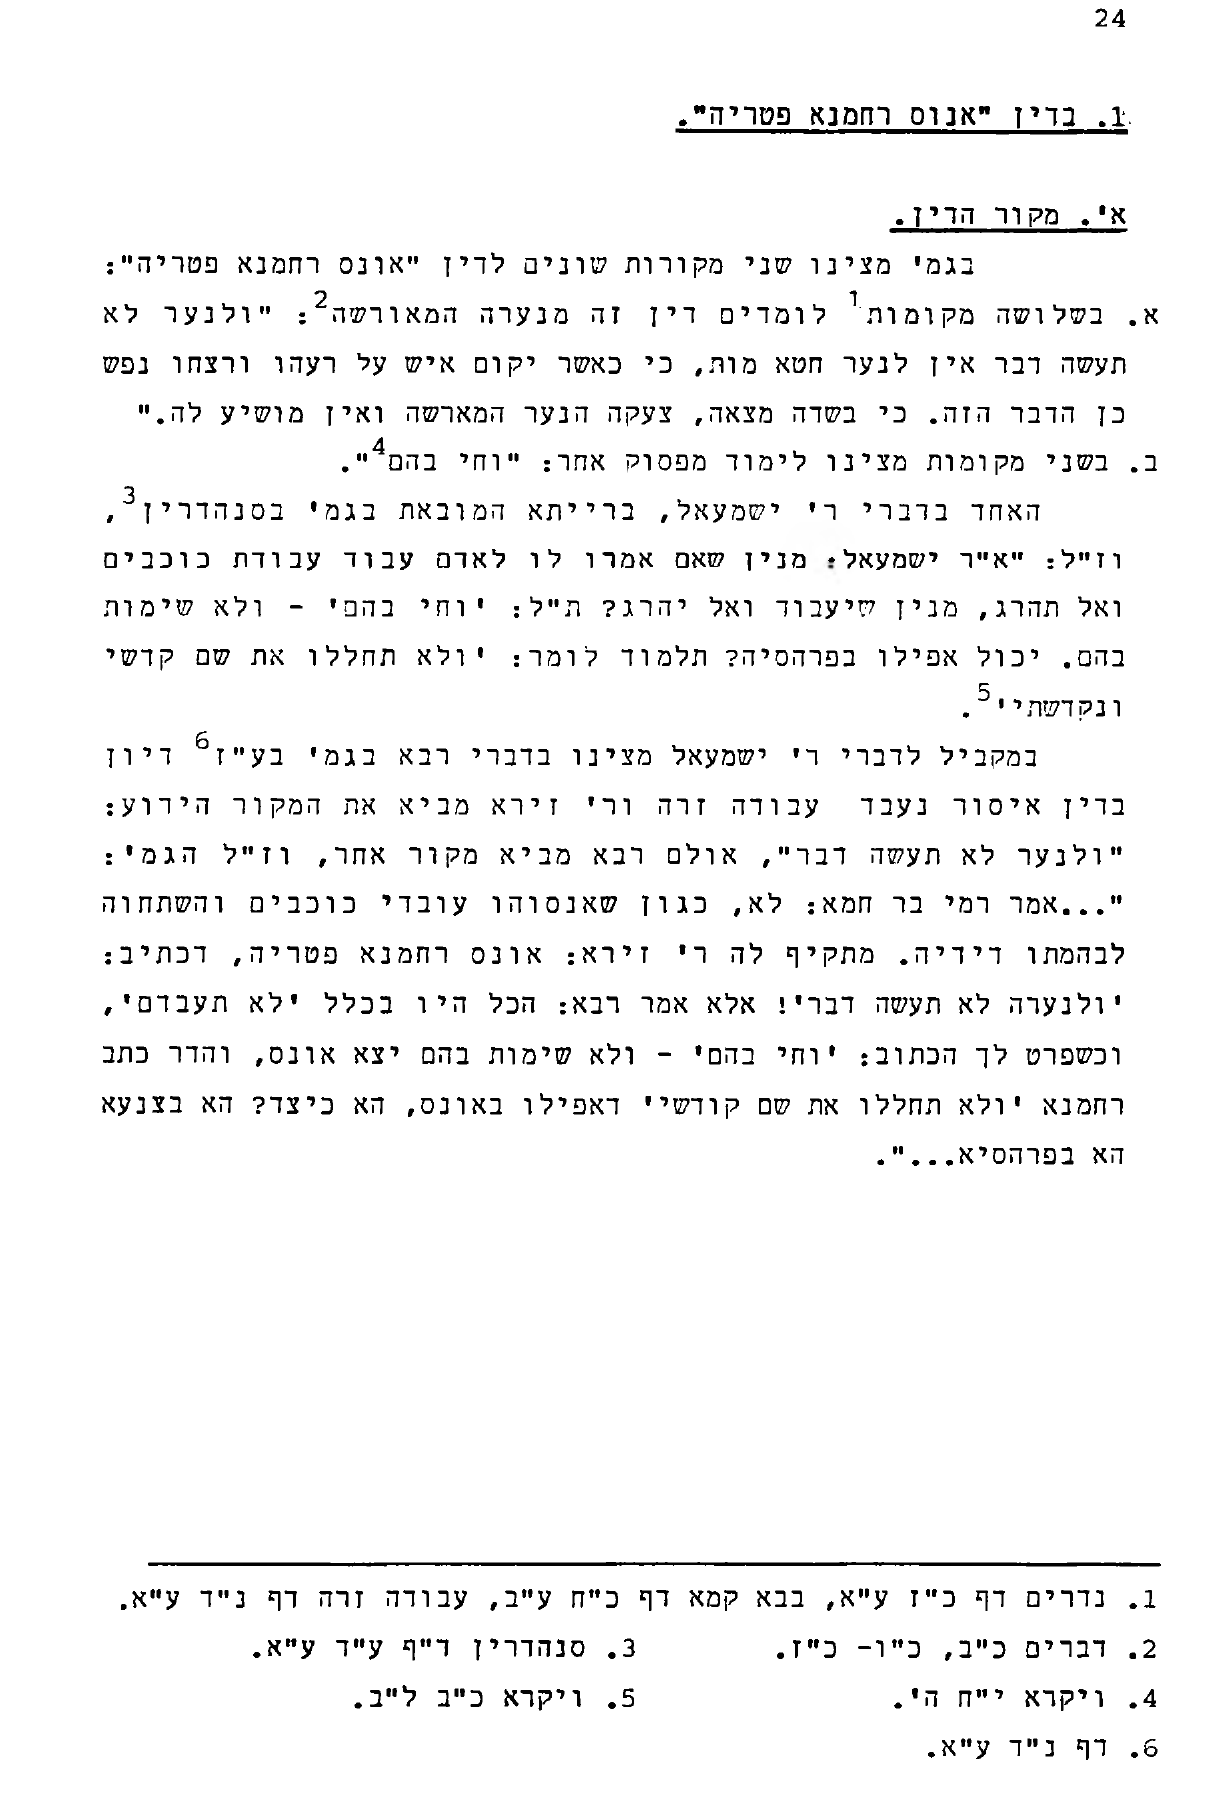 24
1. בדין "אנוס רחמנא פטריה".
א'. מקור הדין.
בגמ' מצינו שני מקורות שונים לדין "אונס רחמנא פטריה":
א. בשלושה מקומות1 לומדים דין זה מנערה המאורשה2: "ולנער לא
תעשה דבר אין לנער חטא מות, כי כאשר יקום איש על רעהו ורצחו נפש
כן הדבר הזה. כי בשדה מצאה, צעקה הנער המארשה ואין מושיע לה."
ב. בשני מקומות מצינו לימוד מפסוק אחר: "וחי בהם4".
האחד בדברי ר' ישמעאל, ברייתא המובאת בגמ' בסנהדרין3,
וז"ל: "א"ר ישמעאל: מנין שאם אמרו לו לאדם עבוד עבודת כוכבים
ואל תהרג, מנין שיעבוד ואל יהרג? ת"ל: 'וחי בהם' - ולא שימות
בהם. יכול אפילו בפרהסיה? תלמוד לומר: 'ולא תחללו את שם קדשי
ונקדשתי'5.
במקביל לדברי ר' ישמעאל מצינו בדברי רבא בגמ' בע"ז6 דיון
בדין איסור נעבד עבודה זרה ור' זירא מביא את המקור הידוע:
"ולנער לא תעשה דבר", אולם רבא מביא מקור אחר, וז"ל הגמ':
"...אמר רמי בר חמא: לא, כגון שאנסוהו עובדי כוכבים והשתחוה
לבהמתו דידיה. מתקיף לה ר' זירא: אונס רחמנא פטריה, דכתיב:
'ולנערה לא תעשה דבר'! אלא אמר רבא: הכל היו בכלל 'לא תעבדם',
וכשפרט לך הכתוב: 'וחי בהם' - ולא שימות בהם יצא אונס, והדר כתב
רחמנא 'ולא תחללו את שם קודשי' דאפילו באונס, הא כיצד? הא בצנעא
הא בפרהסיא...".
1. נדרים דף כ"ז ע"א, בבא קמא דף כ"ח ע"ב, עבודה זרה דף נ"ד ע"א.
2. דברים כ"ב, כ"ו- כ"ז. 3. סנהדרין ד"ף ע"ד ע"א.
4. ויקרא י"ח ה'. 5. ויקרא כ"ב ל"ב.
6. דף נ"ד ע"א.